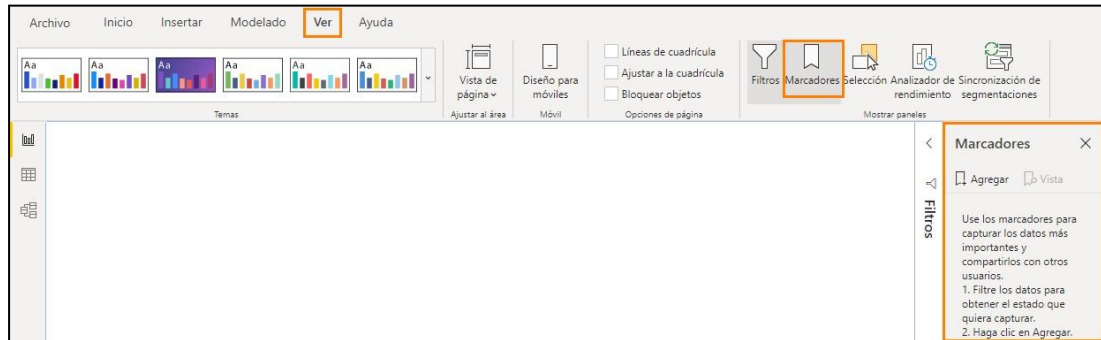 Archivo Inicio Insertar Modelado Ver Ayuda
Aa Aa Aa Aa Aa Aa
Temas
Vista de
página
Ajustar al área
Diseño para
móviles
Móvil
Líneas de cuadrícula
Ajustar a la cuadrícula
Bloquear objetos
Opciones de página
Filtros Marcadores Selección Analizador de Sincronización de
rendimiento segmentaciones
Mostrar paneles
Filtros
Marcadores
Agregar Vista
Use los marcadores para
capturar los datos más
importantes y
compartirlos con otros
usuarios.
1. Filtre los datos para
obtener el estado que
quiera capturar.
2. Haga clic en Agregar.